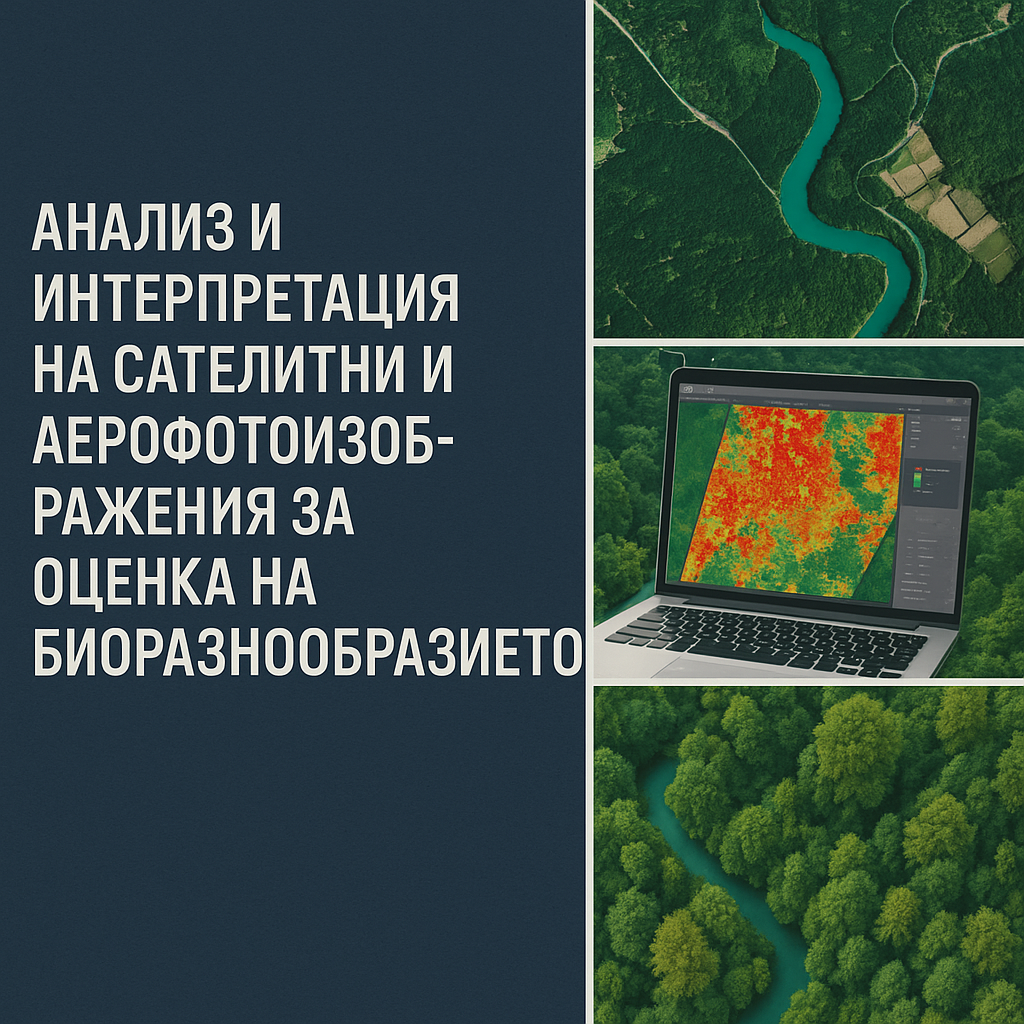 АНАЛИЗ И
ИНТЕРПРЕТАЦИЯ
НА САТЕЛИТНИ И
АЕРОФОТОИЗОБ-
РАЖЕНИЯ ЗА
ОЦЕНКА НА
БИОРАЗНООБРАЗИЕТО